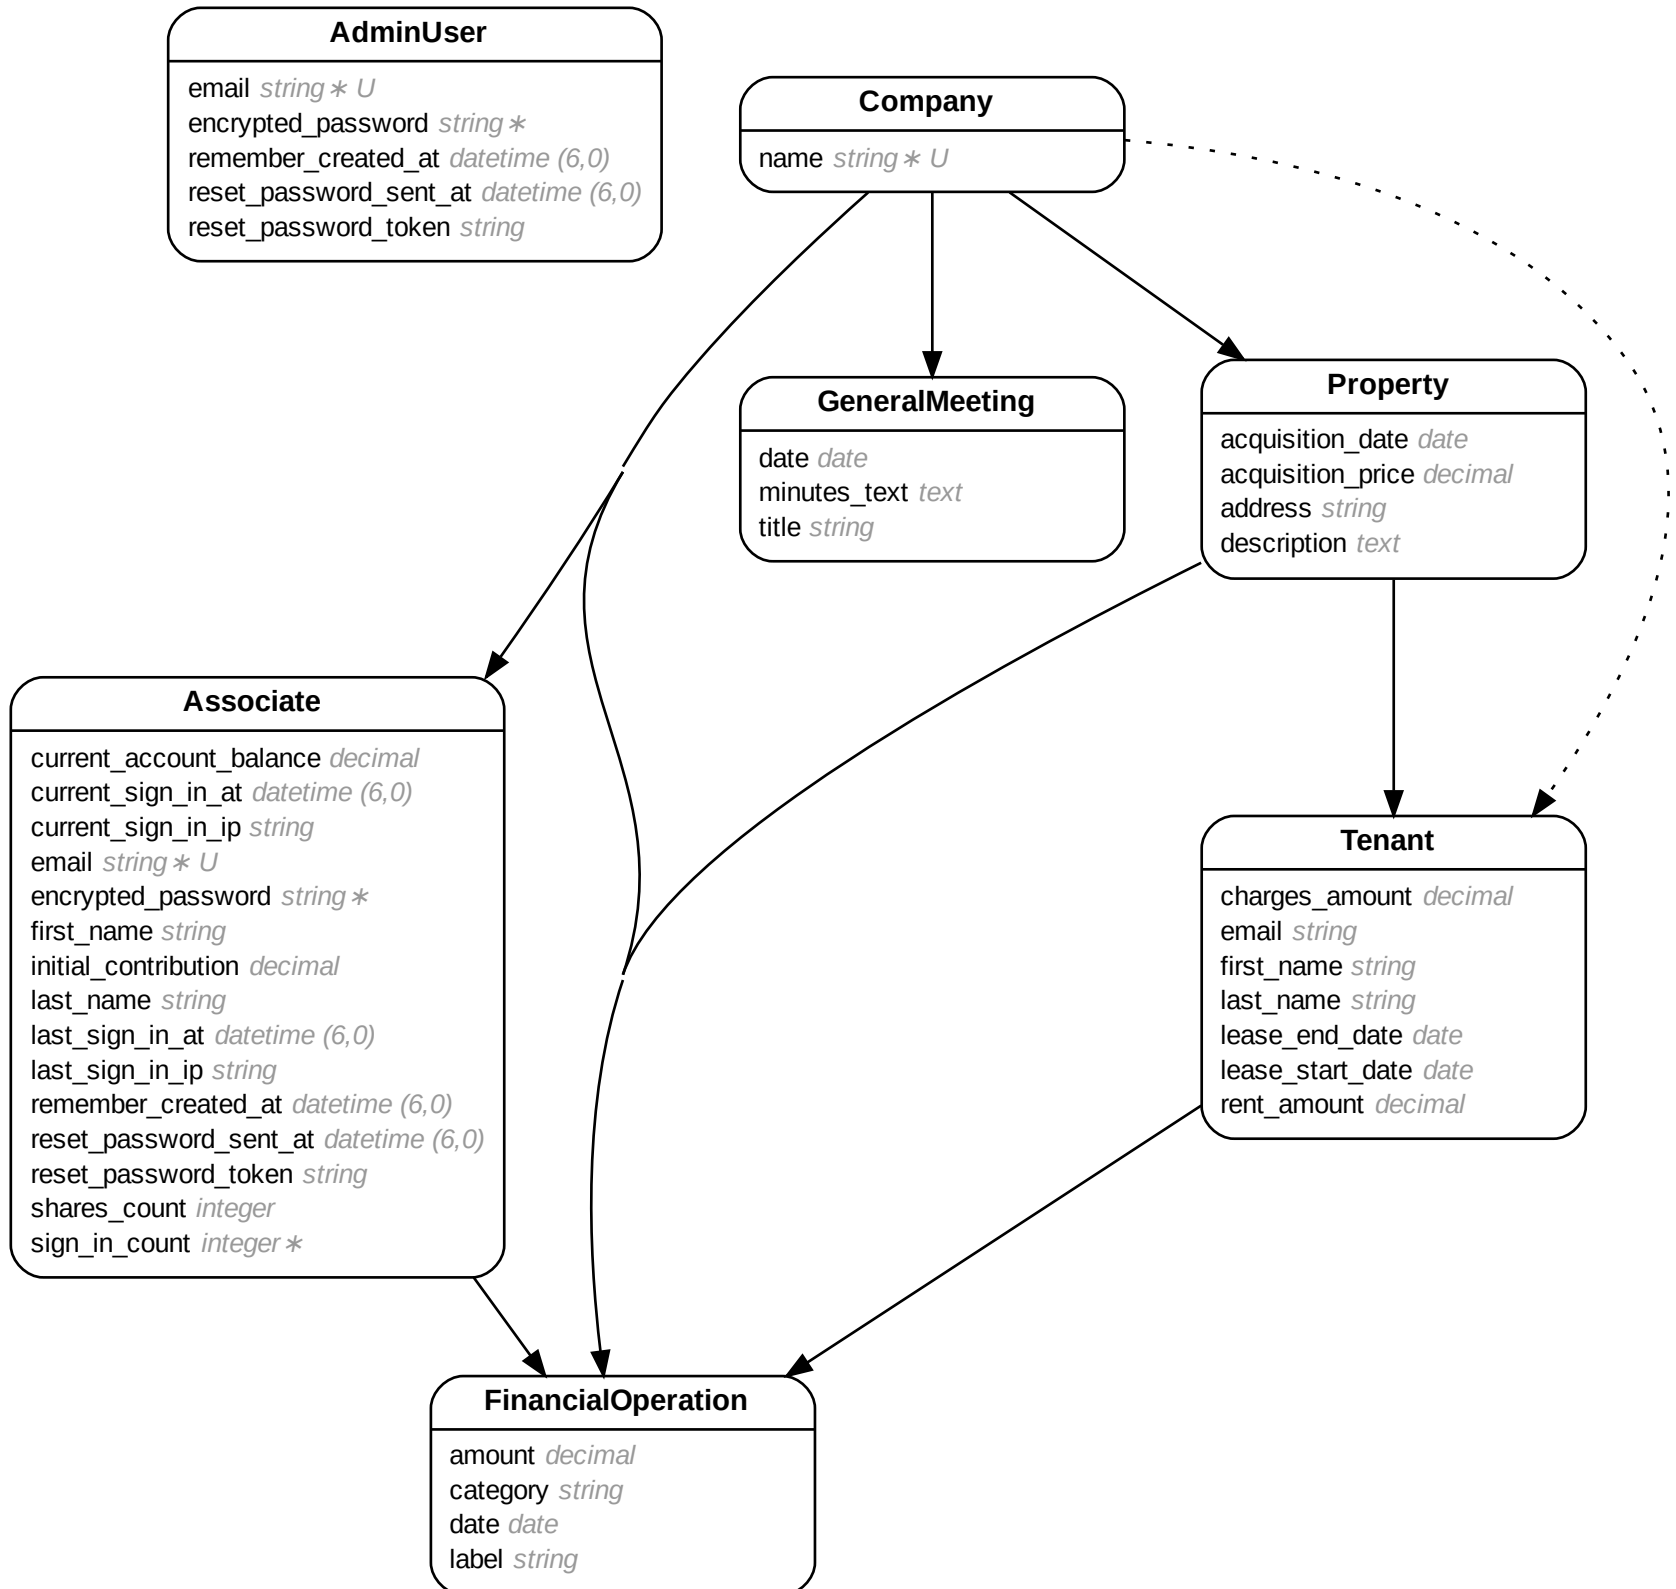 AdminUser
email string∗ U
encrypted_password string∗
remember_created_at datetime (6,0)
reset_password_sent_at datetime (6,0)
reset_password_token string
Company
name string∗ U
GeneralMeeting
date date
minutes_text text
title string
Property
acquisition_date date
acquisition_price decimal
address string
description text
Associate
current_account_balance decimal
current_sign_in_at datetime (6,0)
current_sign_in_ip string
email string∗ U
encrypted_password string∗
first_name string
initial_contribution decimal
last_name string
last_sign_in_at datetime (6,0)
last_sign_in_ip string
remember_created_at datetime (6,0)
reset_password_sent_at datetime (6,0)
reset_password_token string
shares_count integer
sign_in_count integer∗
Tenant
charges_amount decimal
email string
first_name string
last_name string
lease_end_date date
lease_start_date date
rent_amount decimal
FinancialOperation
amount decimal
category string
date date
label string